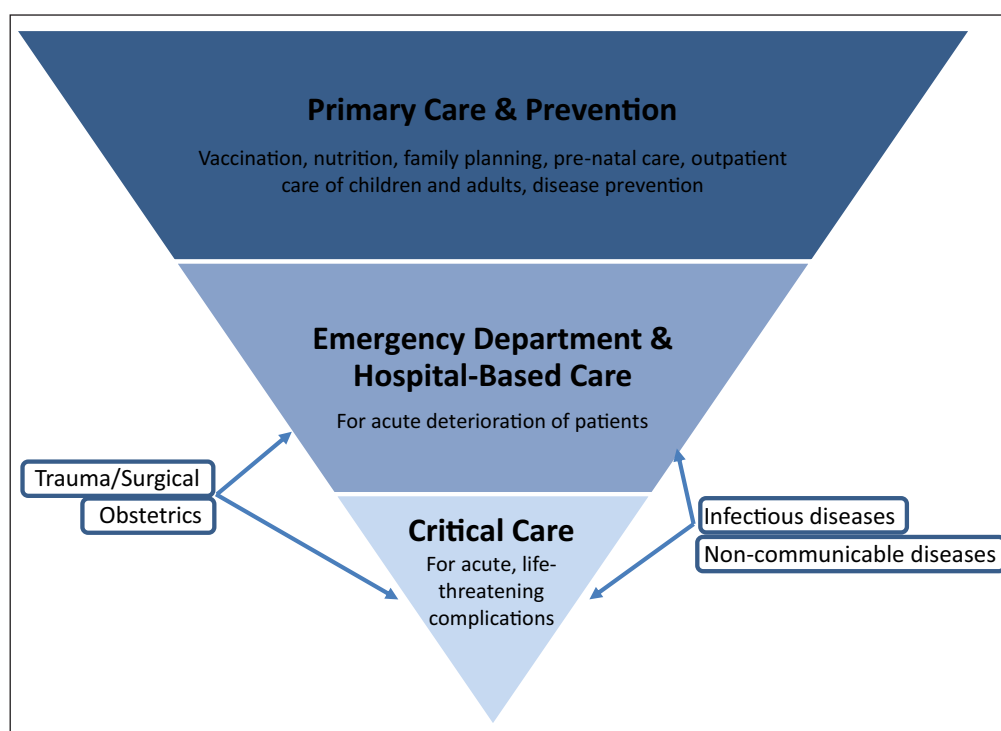 Primary Care & Prevention
Vaccination, nutrition, family planning, pre-natal care, outpatient
care of children and adults, disease prevention
Emergency Department &
Hospital-Based Care
For acute deterioration of patients
Trauma/Surgical
Obstetrics
Critical Care
For acute, life-
threatening
complications
Infectious diseases
Non-communicable diseases